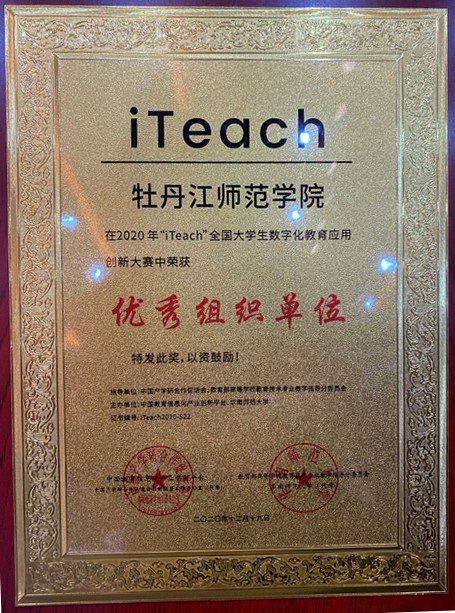 iTeach
牡丹江师范学院
在2020年“iTeach”全国大学生数字化教育应用
创新大赛中荣获
优秀组织单位
特发此奖，以资鼓励！
指导单位：中国产学研合作促进会、教育部高等学校教育技术专业教学指导分委员会
主办单位：中国教育信息化产业创新平台、华南师范大学
证书编号：iTeach2020-522
二〇二〇年十二月十九日